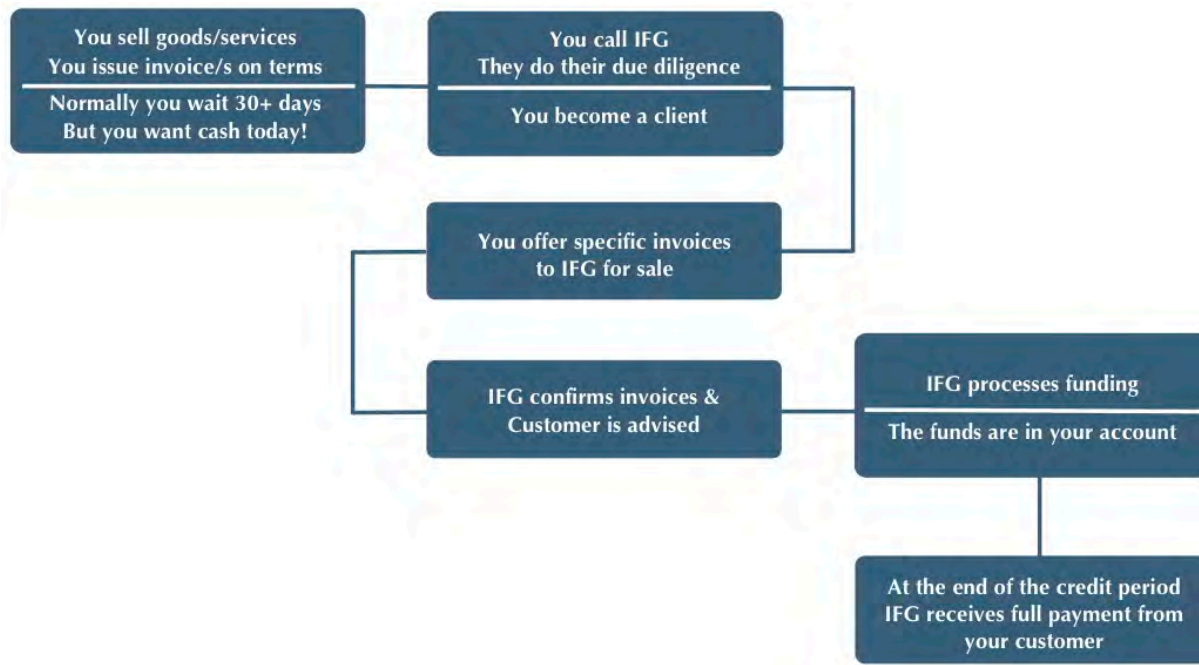 You sell goods/services
You issue invoice/s on terms
Normally you wait 30+ days
But you want cash today!
You call IFG
They do their due diligence
You become a client
You offer specific invoices
to IFG for sale
IFG confirms invoices &
Customer is advised
IFG processes funding
The funds are in your account
At the end of the credit period
IFG receives full payment from
your customer